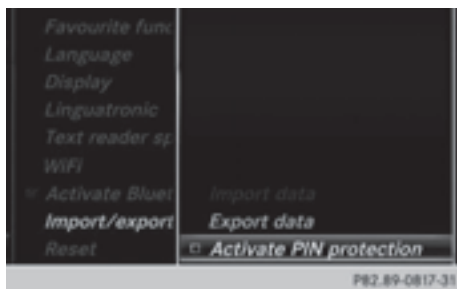 Favourite func
Language
Display
Linguatronic
Text reader sp
WiFi
Activate Bluet
Import/export
Reset
Import data
Export data
Activate PIN protection
P82.89-0817-31